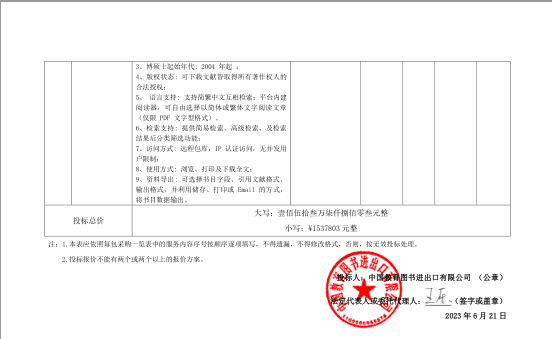 3、博硕士起始年代: 2004 年起 ；
4、版权状态: 可下载文献皆取得所有著作权人的
合法授权;
5、 语言支持: 支持简繁中文互相检索; 平台内建
阅读器, 可自由选择以简体或繁体文字阅读文章
(仅限 PDF 文字型格式) 。
6、检索支持: 提供简易检索、高级检索、及检索
结果后分类筛选功能;
7、访问方式: 远程包库, IP 认证访问, 无并发用
户限制;
8、使用方式: 浏览、打印及下载全文;
9、资料导出: 可选择书目字段、引用文献格式、
输出格式, 并利用储存、打印或 Email 的方式,
将书目数据输出。
投标总价
大写: 壹佰伍拾叁万柒仟捌佰零叁元整
小写: ¥1537803 元整
注: 1.本表应依照每包采购一览表中的服务内容序号按顺序逐项填写, 不得遗漏, 不得修改格式, 否则, 按无效投标处理。
2.投标报价不能有两个或两个以上的报价方案。
投标人: 中国教育图书进出口有限公司 (公章)
法定代表人或委托代理人: (签字或盖章)
2023 年 6 月 21 日
中国教育图书进出口有限公司